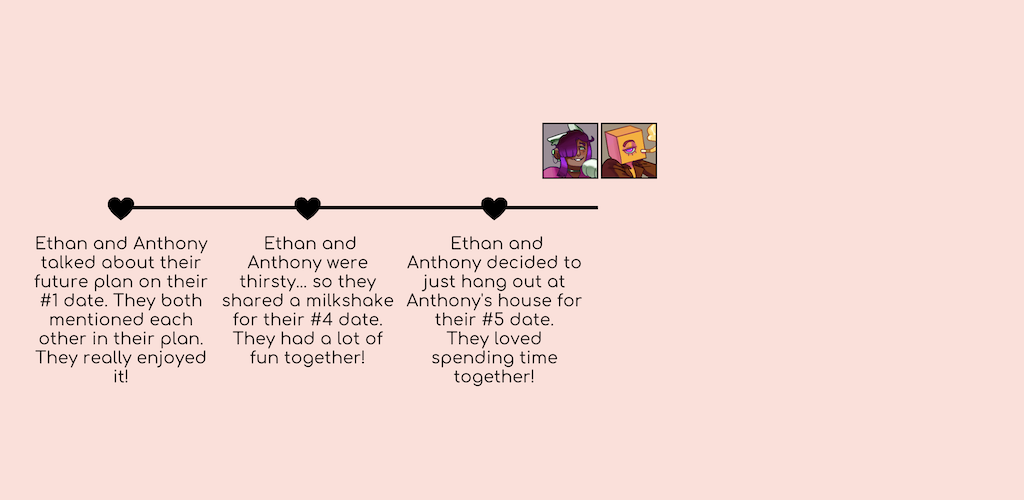 Ethan and Anthony
talked about their
future plan on their
#1 date. They both
mentioned each
other in their plan.
They really enjoyed
it!
Ethan and
Anthony were
thirsty... so they
shared a milkshake
for their #4 date.
They had a lot of
fun together!
Ethan and
Anthony decided to
just hang out at
Anthony's house for
their #5 date.
They loved
spending time
together!